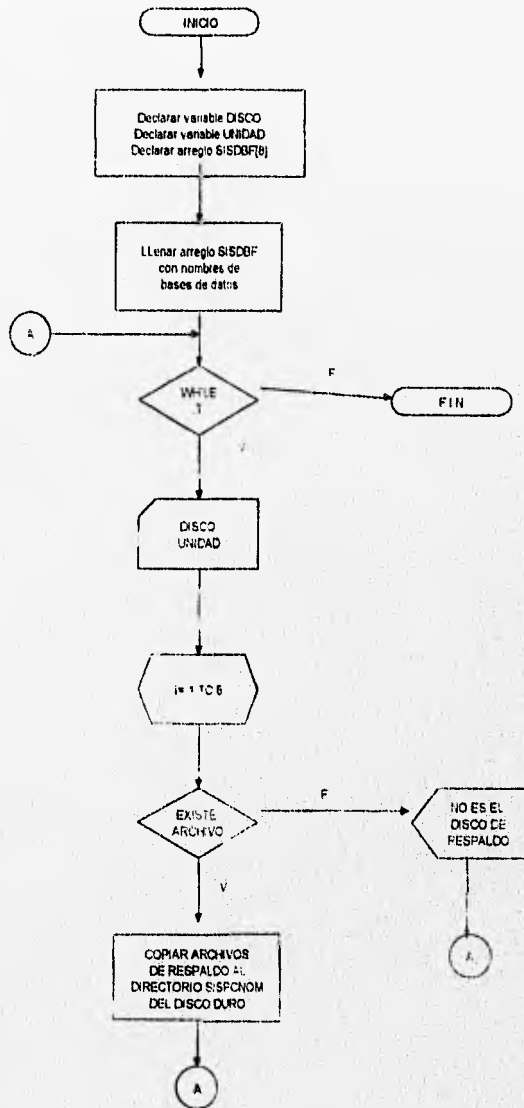 INICIO
Declarar variable DISCO
Declarar variable UNIDAD
Declarar arreglo SISDBF[8]
LLenar arreglo SISDBF
con nombres de
bases de datos
A
WHILE
.T
F
FIN
V
DISCO
UNIDAD
i= 1 TO
EXISTE
ARCHIVO
F
NO ES EL
DISCO DE
RESPALDO
V
A
COPIAR ARCHIVOS
DE RESPALDO AL
DIRECTORIO SISPCNOM
DEL DISCO DURO
A